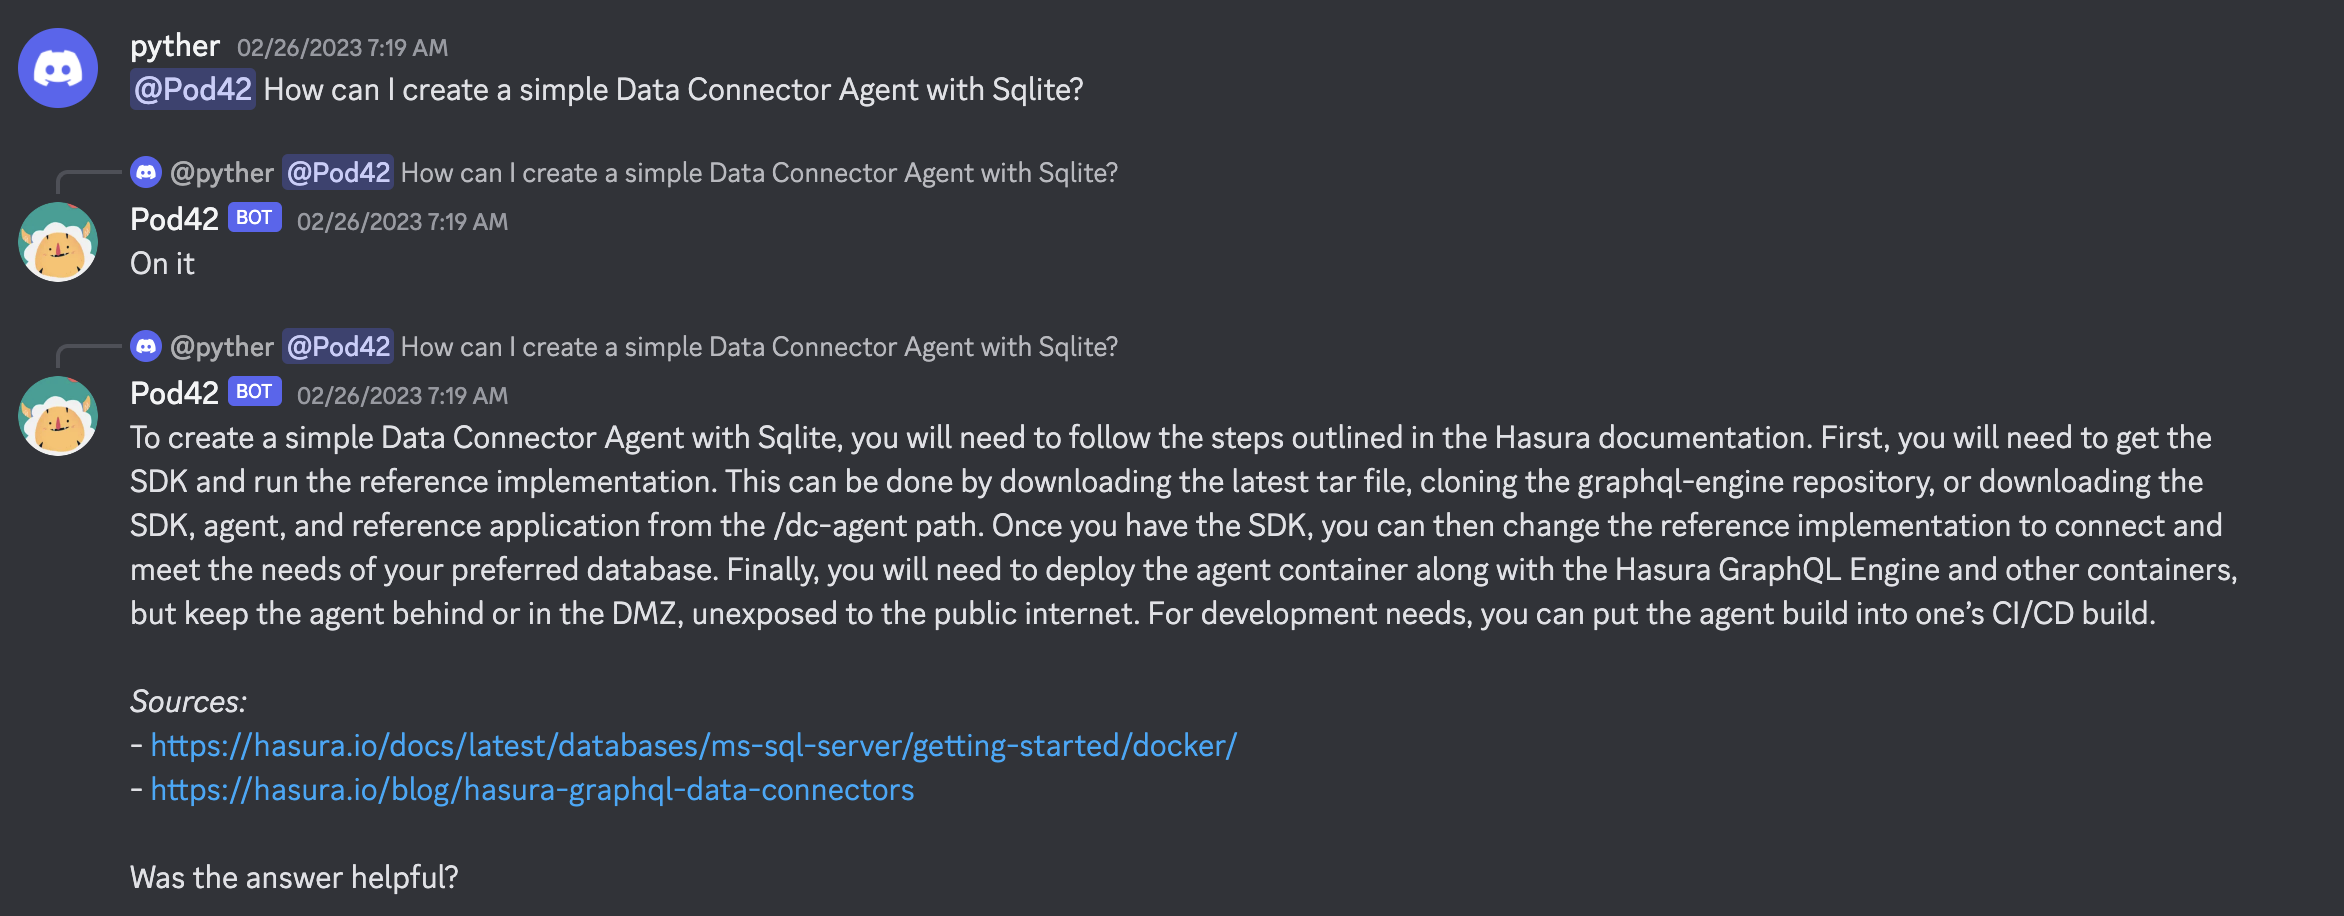 pyther 02/26/2023 7:19 AM
@Pod42 How can I create a simple Data Connector Agent with Sqlite?
@pyther @Pod42 How can I create a simple Data Connector Agent with Sqlite?
Pod42 BOT 02/26/2023 7:19 AM
On it
@pyther @Pod42 How can I create a simple Data Connector Agent with Sqlite?
Pod42 BOT 02/26/2023 7:19 AM
To create a simple Data Connector Agent with Sqlite, you will need to follow the steps outlined in the Hasura documentation. First, you will need to get the
SDK and run the reference implementation. This can be done by downloading the latest tar file, cloning the graphql-engine repository, or downloading the
SDK, agent, and reference application from the /dc-agent path. Once you have the SDK, you can then change the reference implementation to connect and
meet the needs of your preferred database. Finally, you will need to deploy the agent container along with the Hasura GraphQL Engine and other containers,
but keep the agent behind or in the DMZ, unexposed to the public internet. For development needs, you can put the agent build into one’s CI/CD build.
Sources:
- https://hasura.io/docs/latest/databases/ms-sql-server/getting-started/docker/
- https://hasura.io/blog/hasura-graphql-data-connectors
Was the answer helpful?